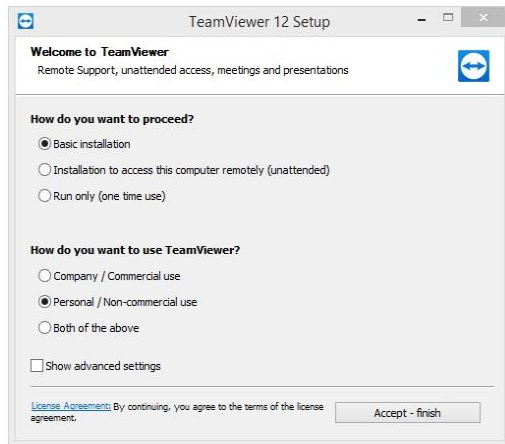 TeamViewer 12 Setup
Welcome to TeamViewer
Remote Support, unattended access, meetings and presentations
How do you want to proceed?
Basic installation
Installation to access this computer remotely (unattended)
Run only (one time use)
How do you want to use TeamViewer?
Company / Commercial use
Personal / Non-commercial use
Both of the above
Show advanced settings
License Agreement: By continuing, you agree to the terms of the license
agreement.
Accept - finish